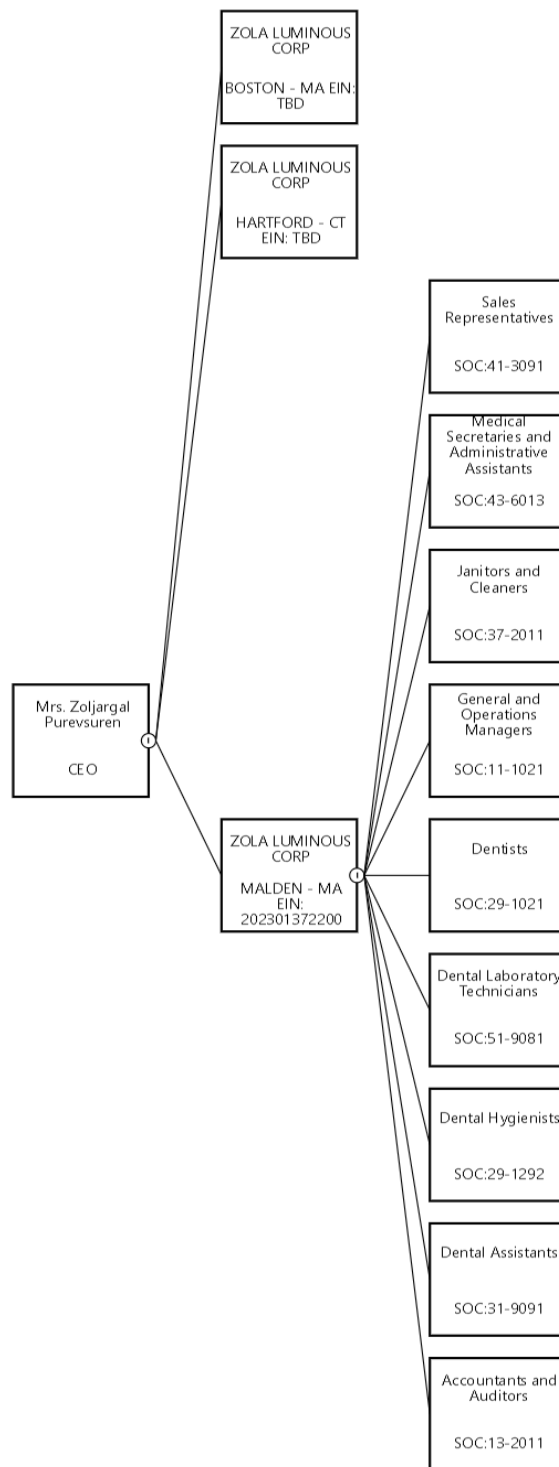 ZOLA LUMINOUS
CORP
BOSTON - MA EIN:
TBD
ZOLA LUMINOUS
CORP
HARTFORD - CT
EIN: TBD
Sales
Representatives
SOC:41-3091
Medical
Secretaries and
Administrative
Assistants
SOC:43-6013
Janitors and
Cleaners
SOC:37-2011
Mrs. Zoljargal
Purevsuren
CEO
General and
Operations
Managers
SOC:11-1021
ZOLA LUMINOUS
CORP
MALDEN - MA
EIN:
202301372200
Dentists
SOC:29-1021
Dental Laboratory
Technicians
SOC:51-9081
Dental Hygienists
SOC:29-1292
Dental Assistants
SOC:31-9091
Accountants and
Auditors
SOC:13-2011